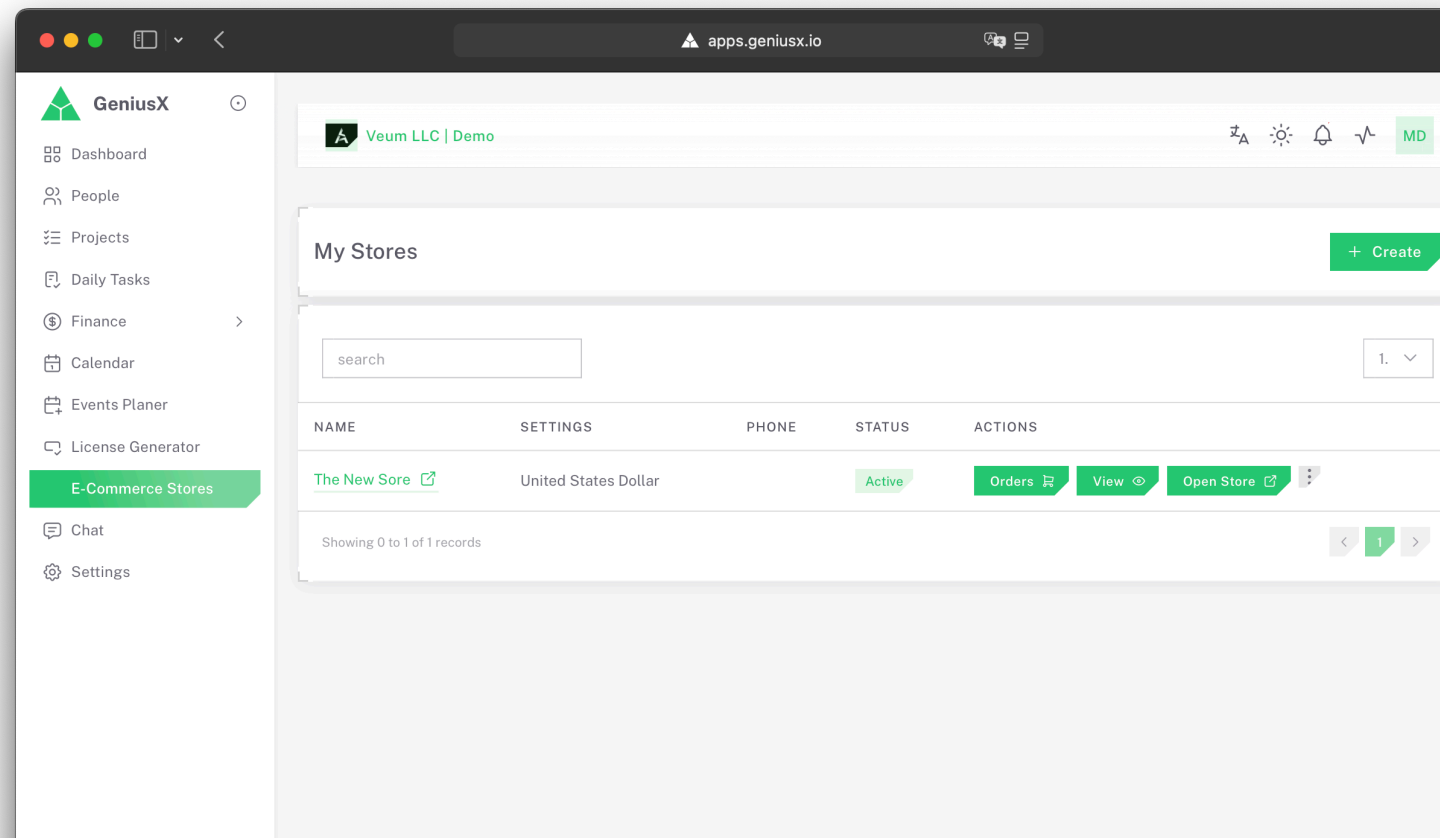 apps.geniusx.io
GeniusX
Dashboard
People
Projects
Daily Tasks
Finance
Calendar
Events Planer
License Generator
E-Commerce Stores
Chat
Settings
Veum LLC | Demo
MD
My Stores
+ Create
search
1.
NAME SETTINGS PHONE STATUS ACTIONS
The New Sore United States Dollar Active Orders View Open Store
Showing 0 to 1 of 1 records
1